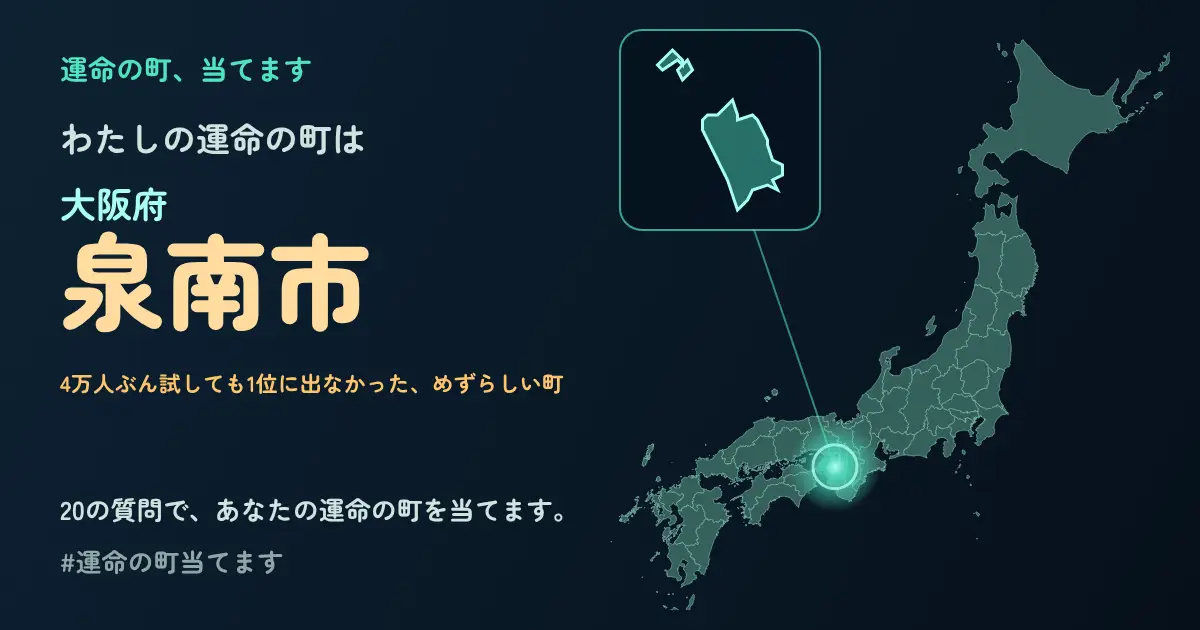 運命の町、当てます
わたしの運命の町は
大阪府
泉南市
4万人ぶん試しても1位に出なかった、めずらしい町
20の質問で、あなたの運命の町を当てます。
#運命の町当てます